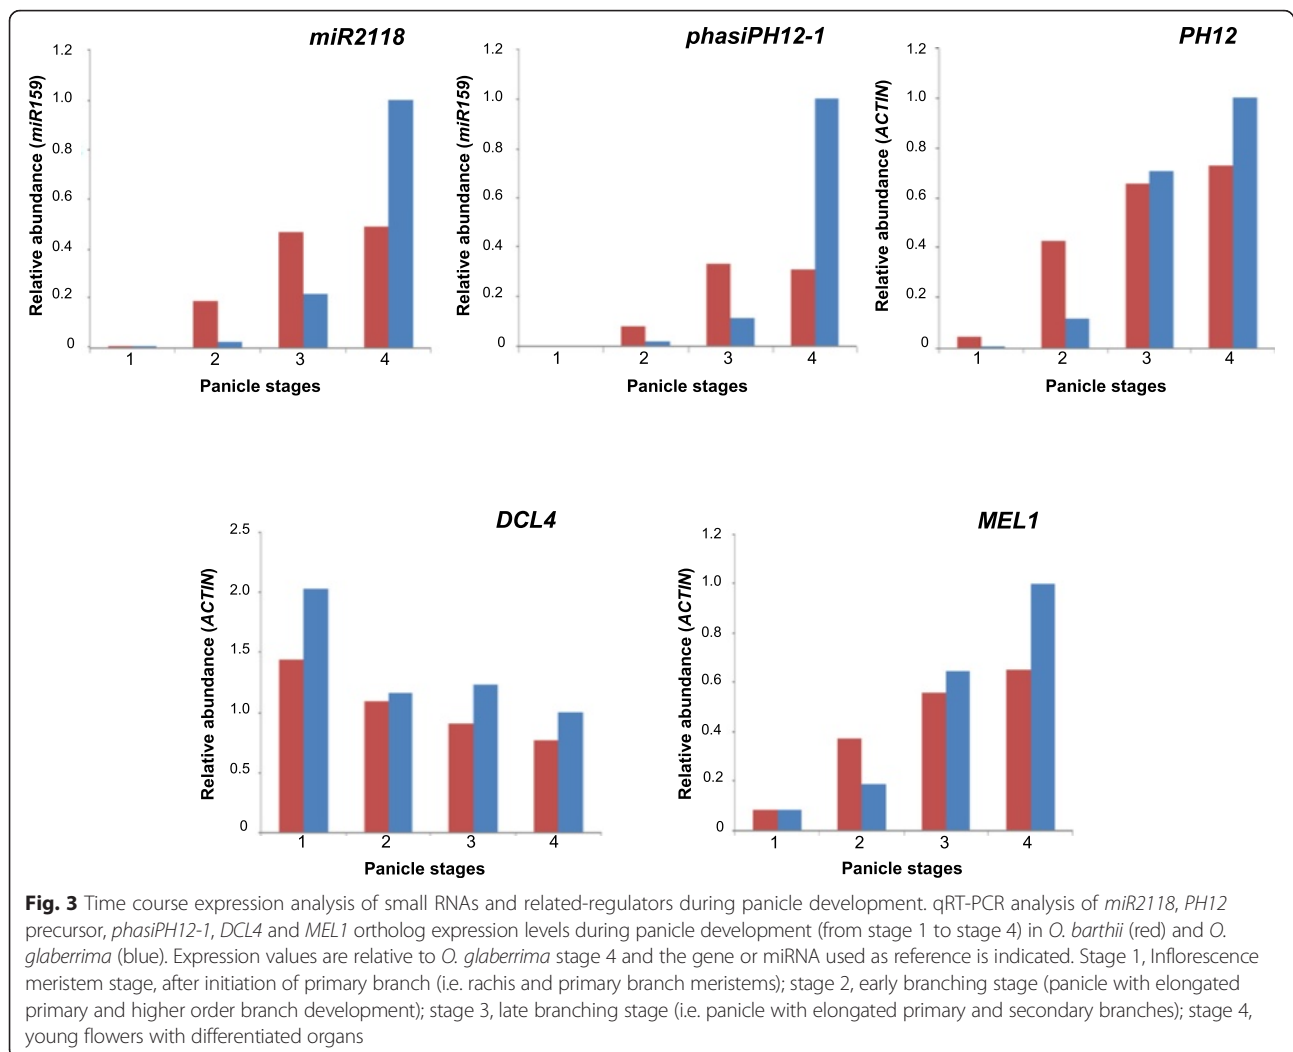 miR2118
phasiPH12-1
PH12
Relative abundance (miR159)
1.2
1.0
0.8
0.6
0.4
0.2
0
1 2 3 4
Panicle stages
Relative abundance (miR159)
1.2
1.0
0.8
0.6
0.4
0.2
0
1 2 3 4
Panicle stages
Relative abundance (ACTIN)
1.2
1.0
0.8
0.6
0.4
0.2
0
1 2 3 4
Panicle stages
DCL4
MEL1
Relative abundance (ACTIN)
2.5
2.0
1.5
1.0
0.5
0
1 2 3 4
Panicle stages
Relative abundance (ACTIN)
1.2
1.0
0.8
0.6
0.4
0.2
0
1 2 3 4
Panicle stages
Fig. 3 Time course expression analysis of small RNAs and related-regulators during panicle development. qRT-PCR analysis of miR2118, PH12
precursor, phasiPH12-1, DCL4 and MEL1 ortholog expression levels during panicle development (from stage 1 to stage 4) in O. barthii (red) and O.
glaberrima (blue). Expression values are relative to O. glaberrima stage 4 and the gene or miRNA used as reference is indicated. Stage 1, Inflorescence
meristem stage, after initiation of primary branch (i.e. rachis and primary branch meristems); stage 2, early branching stage (panicle with elongated
primary and higher order branch development); stage 3, late branching stage (i.e. panicle with elongated primary and secondary branches); stage 4,
young flowers with differentiated organs